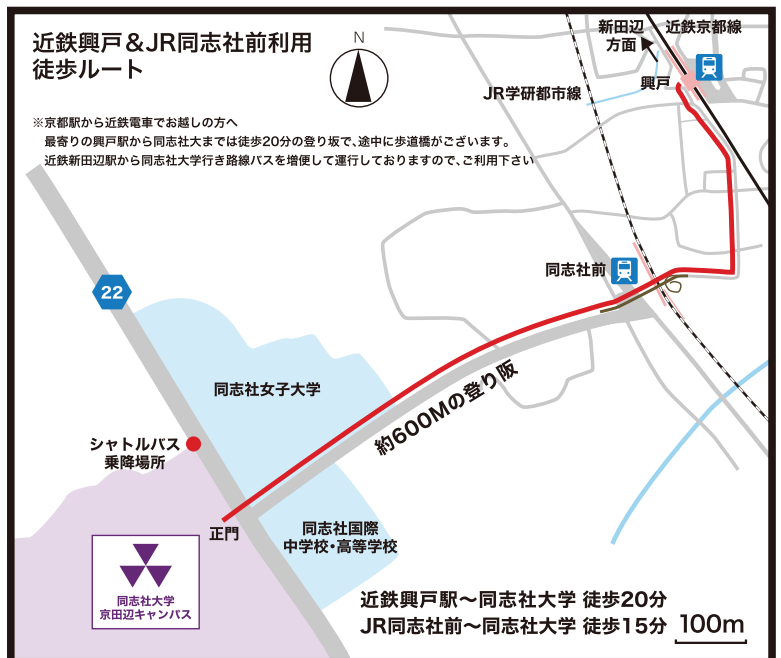 近鉄興戸＆JR同志社前利用
徒歩ルート
N
新田辺
方面
近鉄京都線
興戸
JR学研都市線
※京都駅から近鉄電車でお越しの方へ
最寄りの興戸駅から同志社大までは徒歩20分の登り坂で、途中に歩道橋がございます。
近鉄新田辺駅から同志社大学行き路線バスを増便して運行しておりますので、ご利用下さい
同志社前
22
同志社女子大学
約600Mの登り阪
シャトルバス
乗降場所
正門
同志社国際
中学校・高等学校
同志社大学
京田辺キャンパス
近鉄興戸駅〜同志社大学 徒歩20分
JR同志社前〜同志社大学 徒歩15分
100m